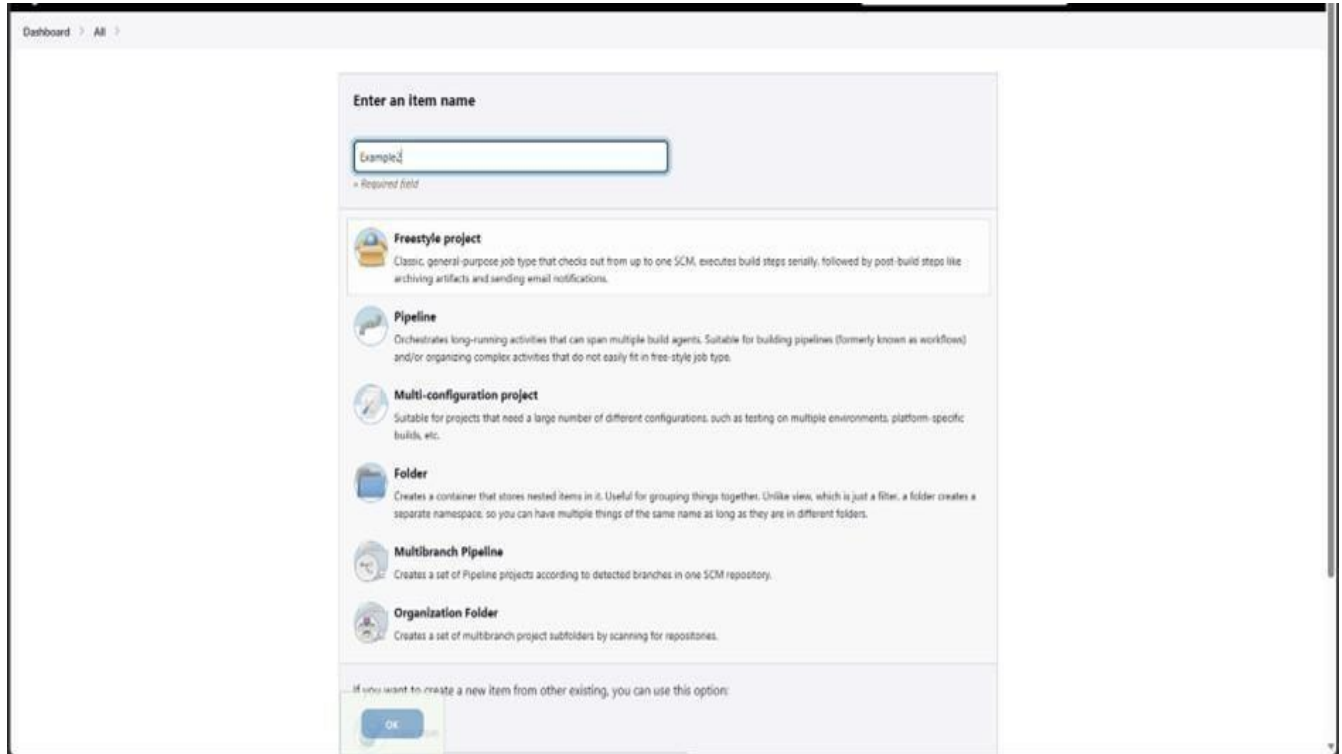 Dashboard > All >
Enter an item name
Example2
» Required field
Freestyle project
Classic, general-purpose job type that checks out from up to one SCM, executes build steps serially, followed by post-build steps like
archiving artifacts and sending email notifications.
Pipeline
Orchestrates long-running activities that can span multiple build agents. Suitable for building pipelines (formerly known as workflows)
and/or organizing complex activities that do not easily fit in free-style job type.
Multi-configuration project
Suitable for projects that need a large number of different configurations, such as testing on multiple environments, platform-specific
builds, etc.
Folder
Creates a container that stores nested items in it. Useful for grouping things together. Unlike view, which is just a filter, a folder creates a
separate namespace, so you can have multiple things of the same name as long as they are in different folders.
Multibranch Pipeline
Creates a set of Pipeline projects according to detected branches in one SCM repository.
Organization Folder
Creates a set of multibranch project subfolders by scanning for repositories.
If you want to create a new item from other existing, you can use this option:
OK